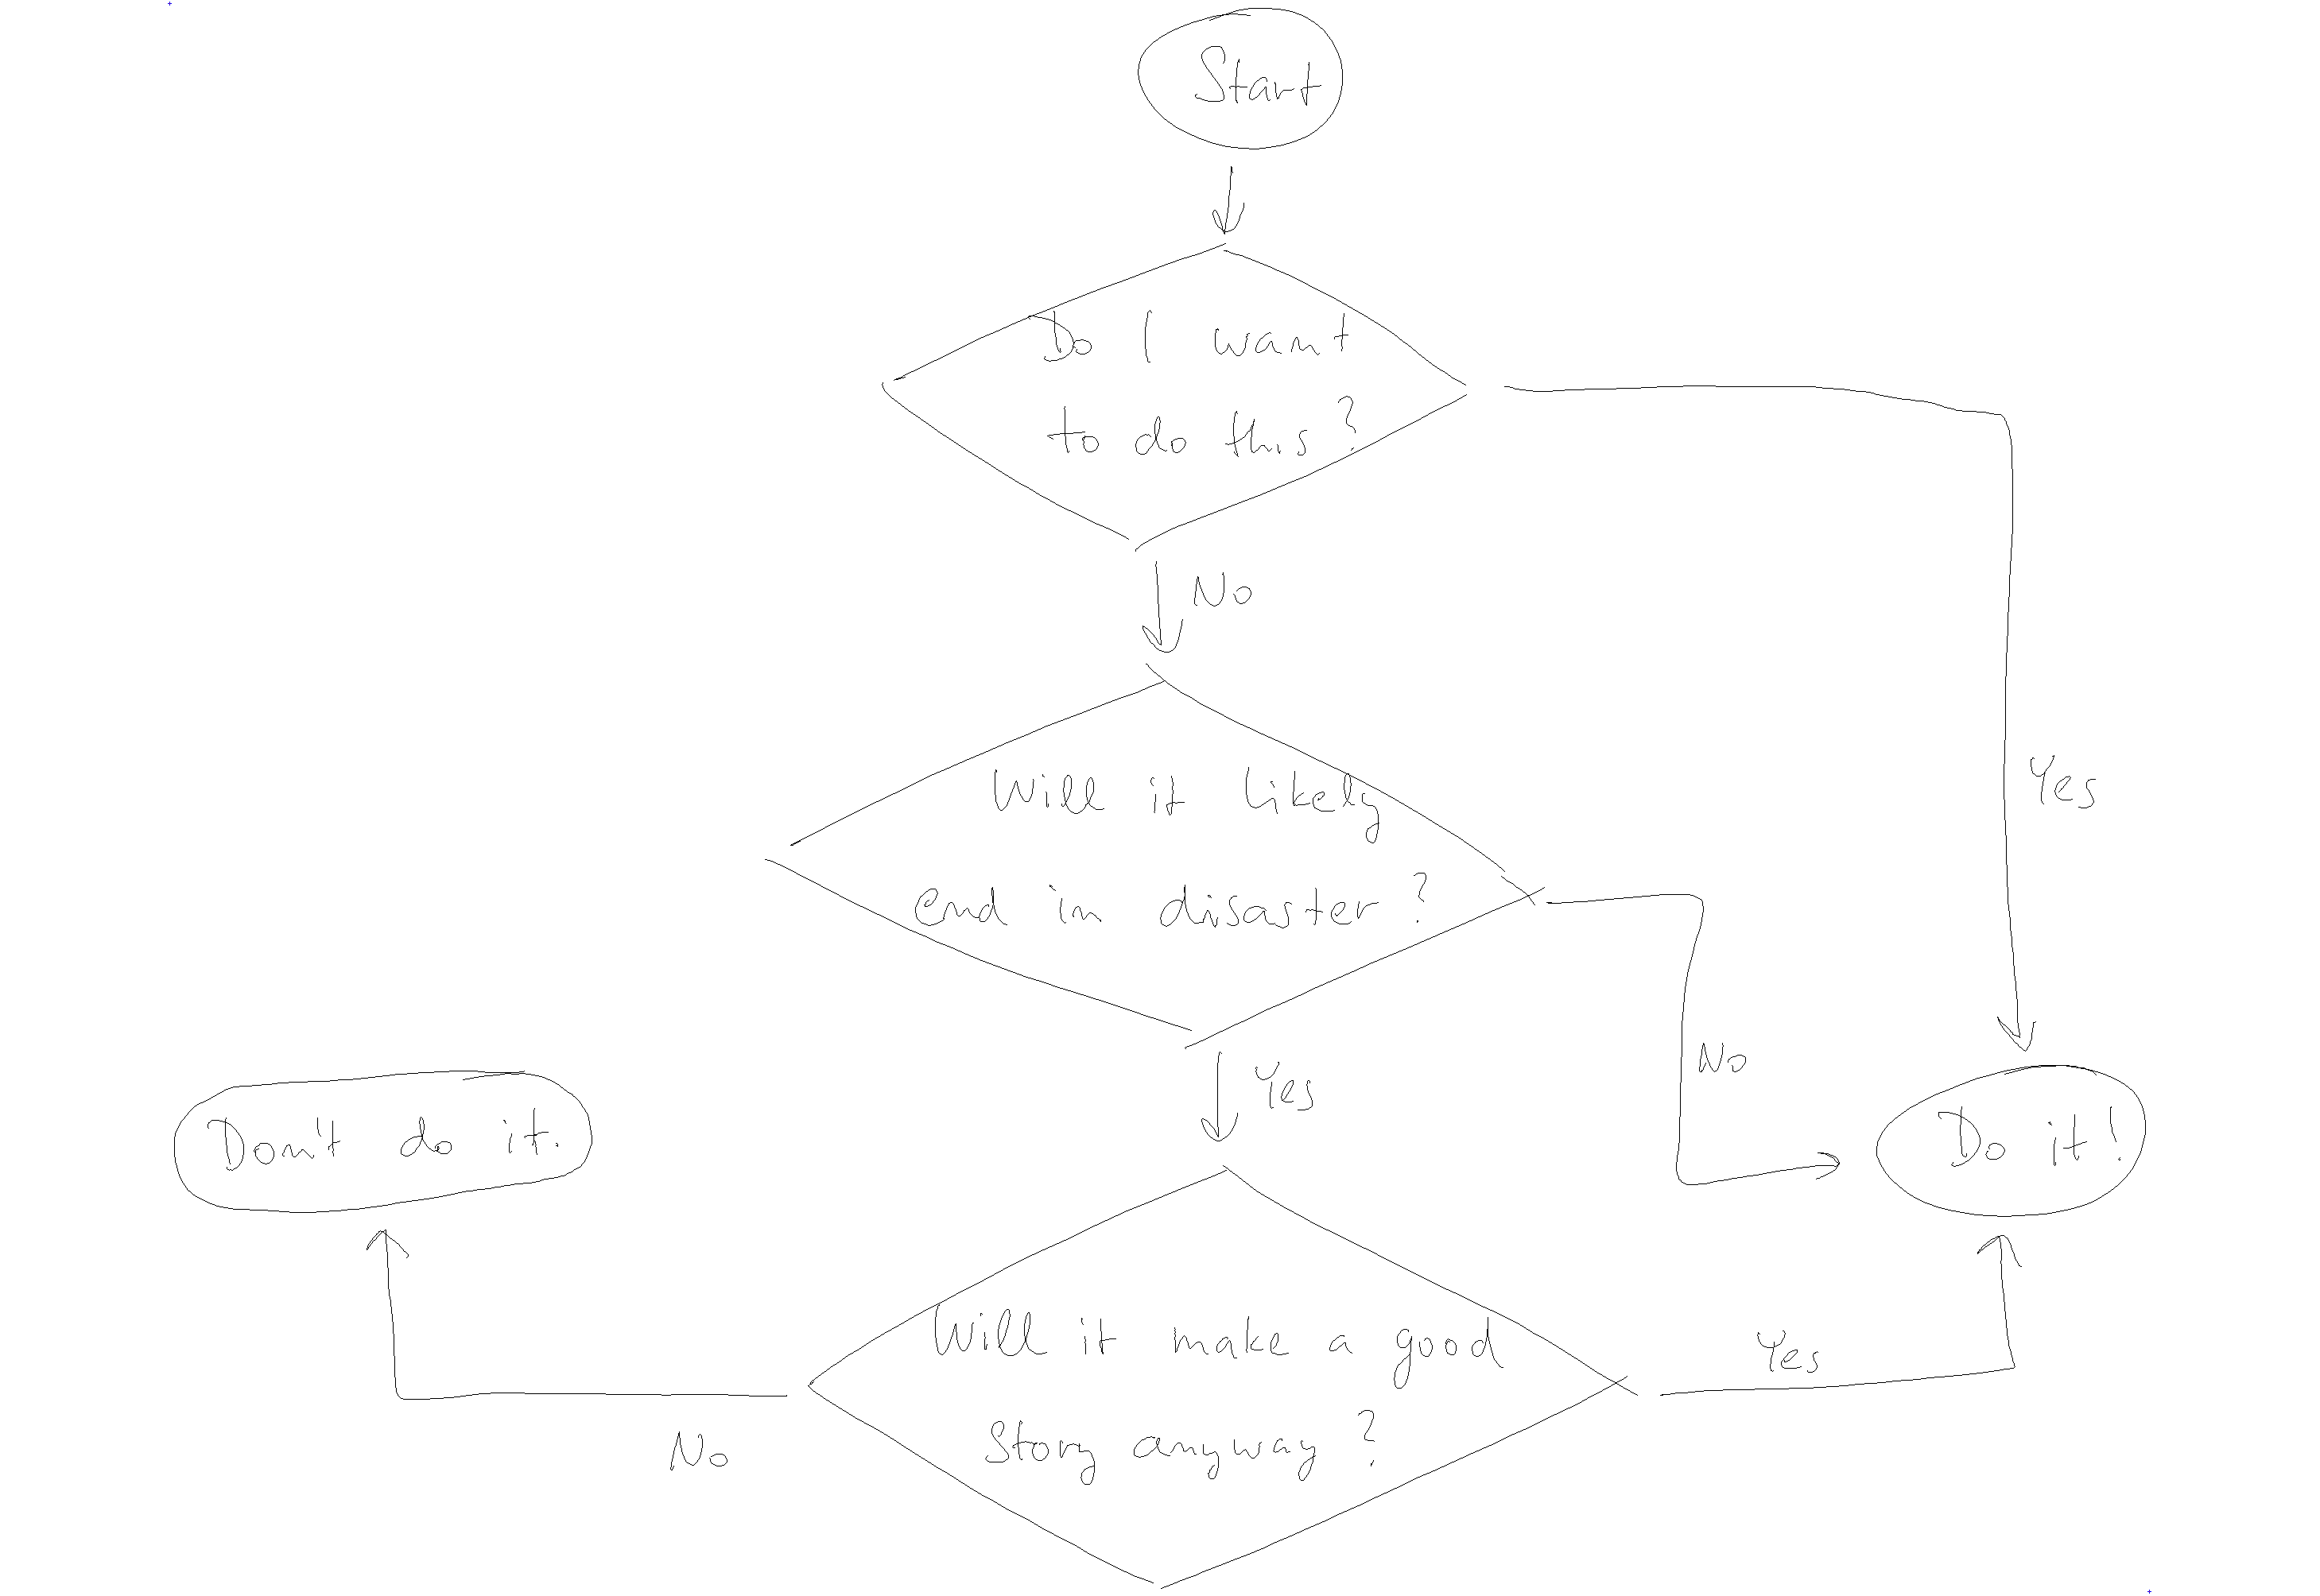 Start
Do I want
to do this?
No
Yes
Will it likely
end in disaster?
No
Yes
Don't do it.
Do it!
Will it make a good
story anyway?
Yes
No